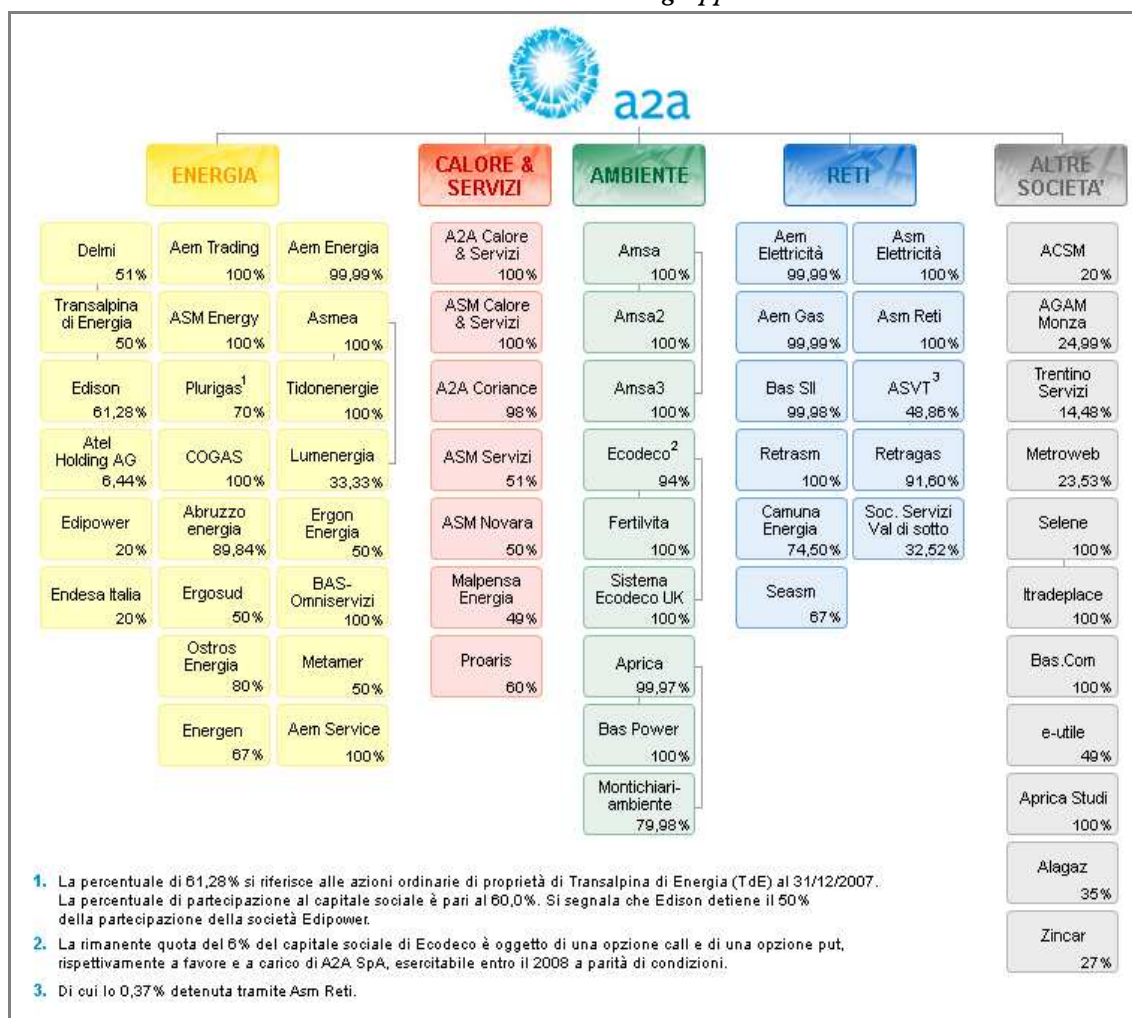 a2a
ENERGIA
CALORE &
SERVIZI
AMBIENTE
RETI
ALTRE
SOCIETA'
Delmi
51%
Transalpina
di Energia
50%
Edison
61,28%
Atel
Holding AG
6,44%
Edipower
20%
Endesa Italia
20%
Aem Trading
100%
ASM Energy
100%
Plurigas1
70%
COGAS
100%
Abruzzo
energia
89,84%
Ergosud
50%
Ostros
Energia
80%
Energen
67%
Aem Energia
99,99%
Asmea
100%
Tidonenergie
100%
Lumenergia
33,33%
Ergon
Energia
50%
BAS-
Omniservizi
100%
Metamer
50%
Aem Service
100%
A2A Calore
& Servizi
100%
ASM Calore
& Servizi
100%
A2A Coriance
98%
ASM Servizi
51%
ASM Novara
50%
Malpensa
Energia
49%
Proaris
60%
Amsa
100%
Amsa2
100%
Amsa3
100%
Ecodeco2
94%
Fertilvita
100%
Sistema
Ecodeco UK
100%
Aprica
99,97%
Bas Power
100%
Montichiari-
ambiente
79,98%
Aem
Elettricità
99,99%
Aem Gas
99,99%
Bas SII
99,98%
Retrasm
100%
Camuna
Energia
74,50%
Seasm
67%
Asm
Elettricità
100%
Asm Reti
100%
ASVT3
48,86%
Retragas
91,60%
Soc. Servizi
Val di sotto
32,52%
ACSM
20%
AGAM
Monza
24,99%
Trentino
Servizi
14,48%
Metroweb
23,53%
Selene
100%
Itradeplace
100%
Bas.Com
100%
e-utile
49%
Aprica Studi
100%
Alagaz
35%
Zincar
27%
1. La percentuale di 61,28% si riferisce alle azioni ordinarie di proprietà di Transalpina di Energia (TdE) al 31/12/2007.
La percentuale di partecipazione al capitale sociale è pari al 60,0%. Si segnala che Edison detiene il 50%
della partecipazione della società Edipower.
2. La rimanente quota del 6% del capitale sociale di Ecodeco è oggetto di una opzione call e di una opzione put,
rispettivamente a favore e a carico di A2A SpA, esercitabile entro il 2008 a parità di condizioni.
3. Di cui lo 0,37% detenuta tramite Asm Reti.